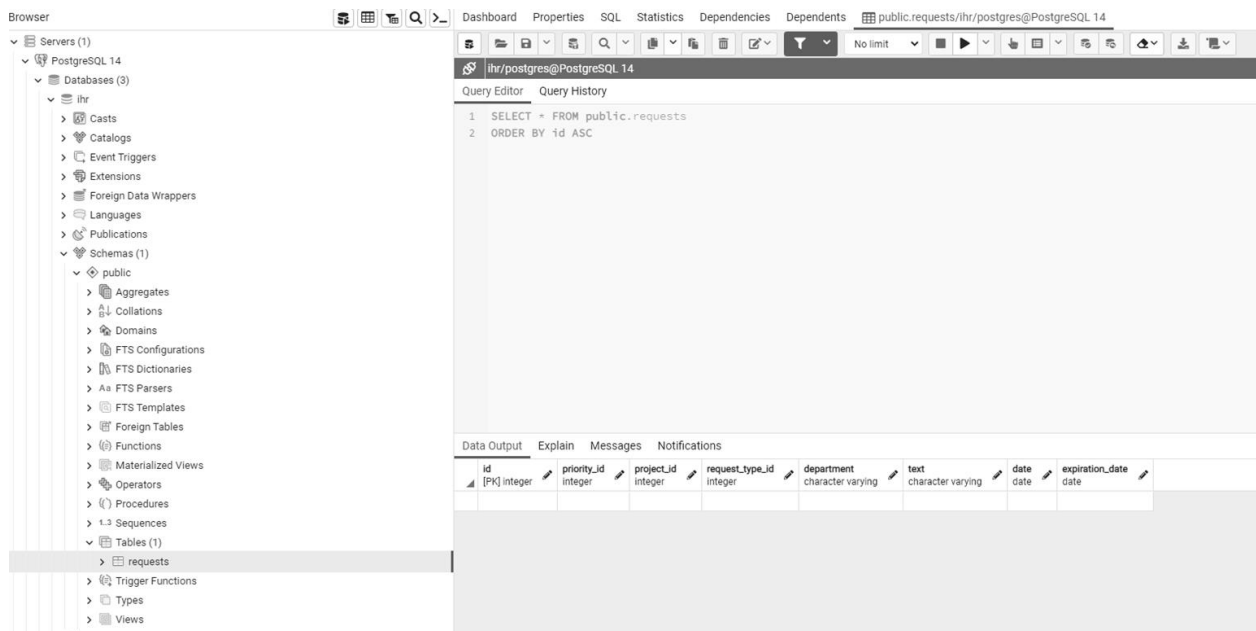 Browser
Servers (1)
PostgreSQL 14
Databases (3)
ihr
Casts
Catalogs
Event Triggers
Extensions
Foreign Data Wrappers
Languages
Publications
Schemas (1)
public
Aggregates
Collations
Domains
FTS Configurations
FTS Dictionaries
Aa FTS Parsers
FTS Templates
Foreign Tables
Functions
Materialized Views
Operators
Procedures
1..3 Sequences
Tables (1)
requests
Trigger Functions
Types
Views
Dashboard Properties SQL Statistics Dependencies Dependents public.requests/ihr/postgres@PostgreSQL 14
No limit
ihr/postgres@PostgreSQL 14
Query Editor Query History
1 SELECT * FROM public.requests
2 ORDER BY id ASC
Data Output Explain Messages Notifications
id priority_id project_id request_type_id department text date expiration_date
[PK] integer integer integer integer character varying character varying date date